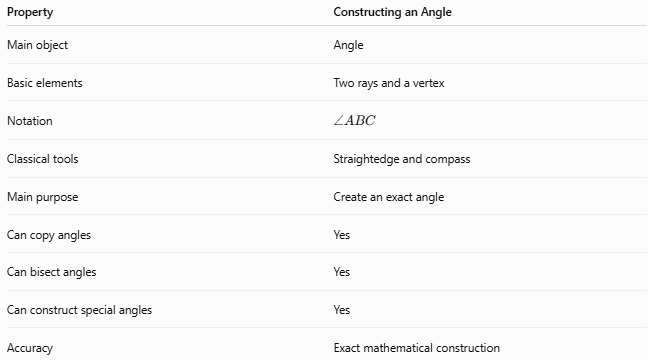 Property Constructing an Angle
Main object Angle
Basic elements Two rays and a vertex
Notation ∠ABC
Classical tools Straightedge and compass
Main purpose Create an exact angle
Can copy angles Yes
Can bisect angles Yes
Can construct special angles Yes
Accuracy Exact mathematical construction